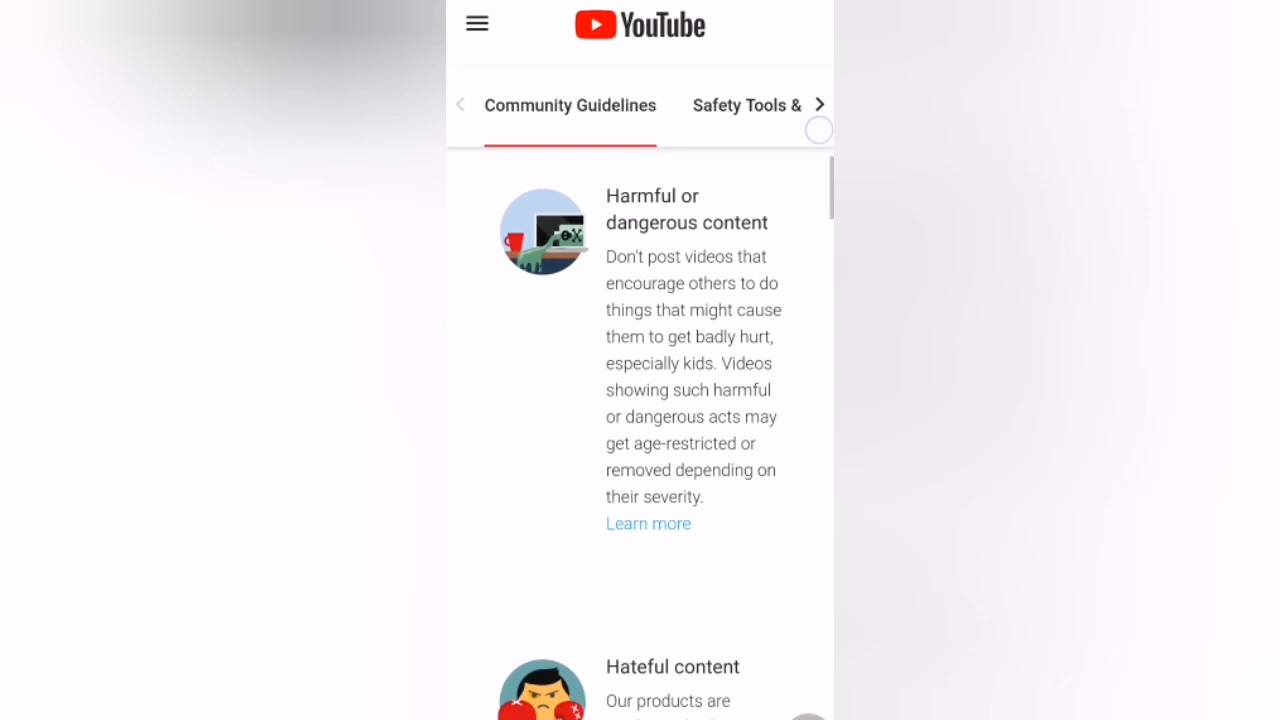 YouTube
Community Guidelines
Safety Tools &
Harmful or
dangerous content
Don't post videos that
encourage others to do
things that might cause
them to get badly hurt,
especially kids. Videos
showing such harmful
or dangerous acts may
get age-restricted or
removed depending on
their severity.
Learn more
Hateful content
Our products are